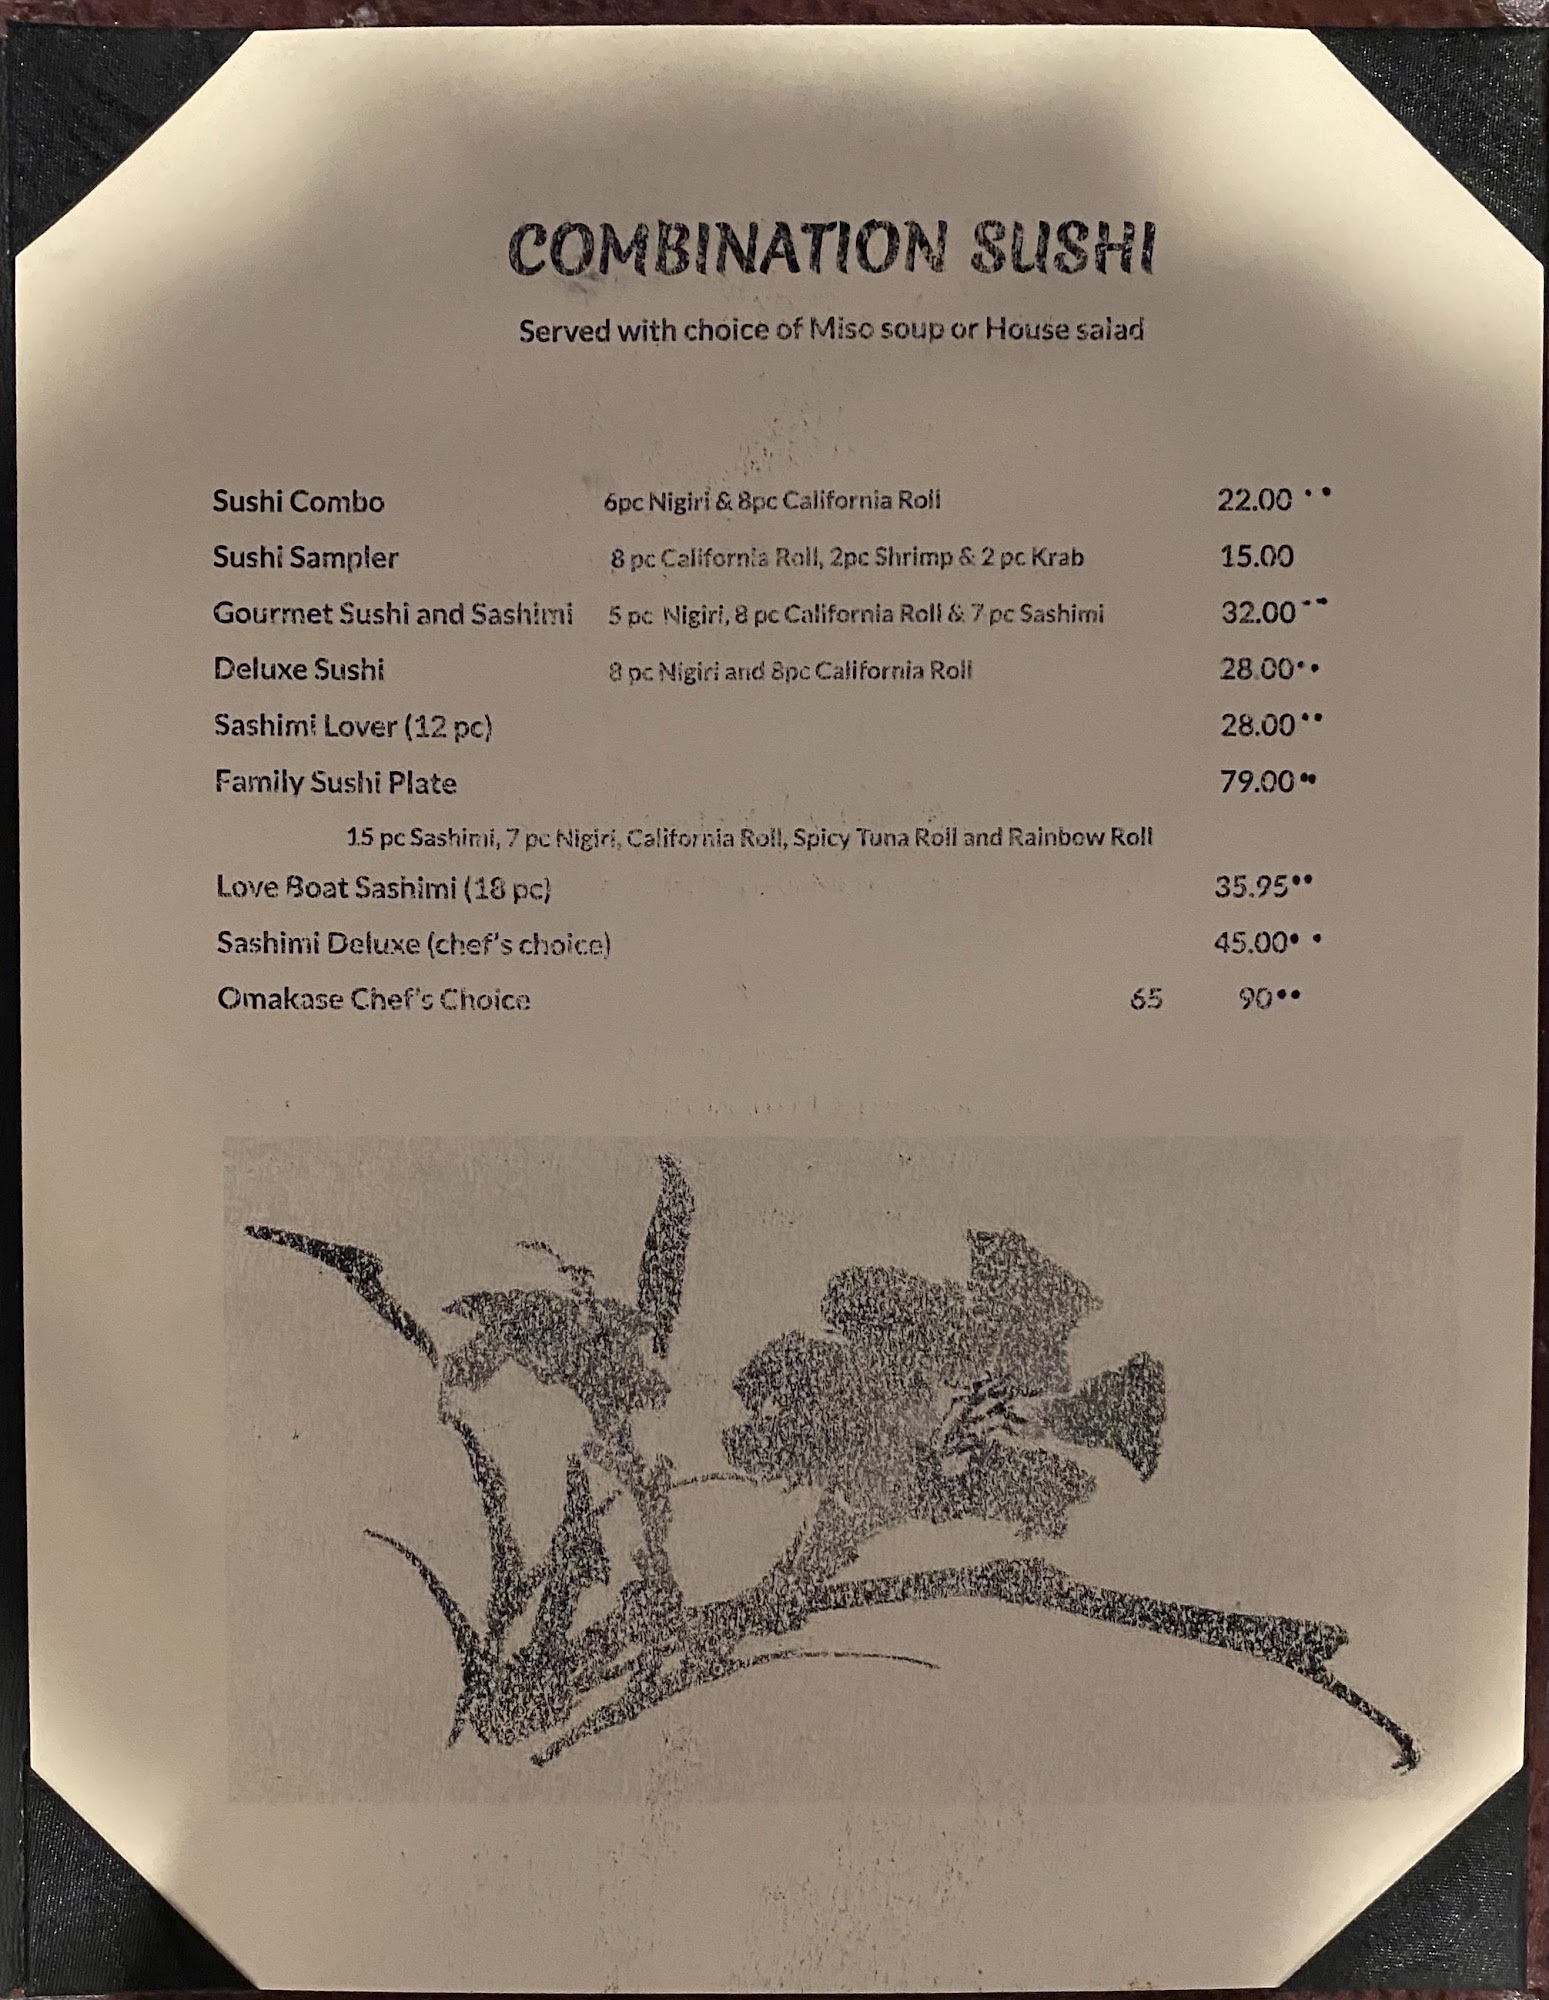 COMBINATION SUSHI
Served with choice of Miso soup or House salad
Sushi Combo 6pc Nigiri & 8pc California Roll 22.00 ••
Sushi Sampler 8 pc California Roll, 2pc Shrimp & 2 pc Krab 15.00
Gourmet Sushi and Sashimi 5 pc Nigiri, 8 pc California Roll & 7 pc Sashimi 32.00 ••
Deluxe Sushi 8 pc Nigiri and 8pc California Roll 28.00••
Sashimi Lover (12 pc) 28.00••
Family Sushi Plate 79.00••
15 pc Sashimi, 7 pc Nigiri, California Roll, Spicy Tuna Roll and Rainbow Roll
Love Boat Sashimi (18 pc) 35.95••
Sashimi Deluxe (chef's choice) 45.00• •
Omakase Chef's Choice 65 90••